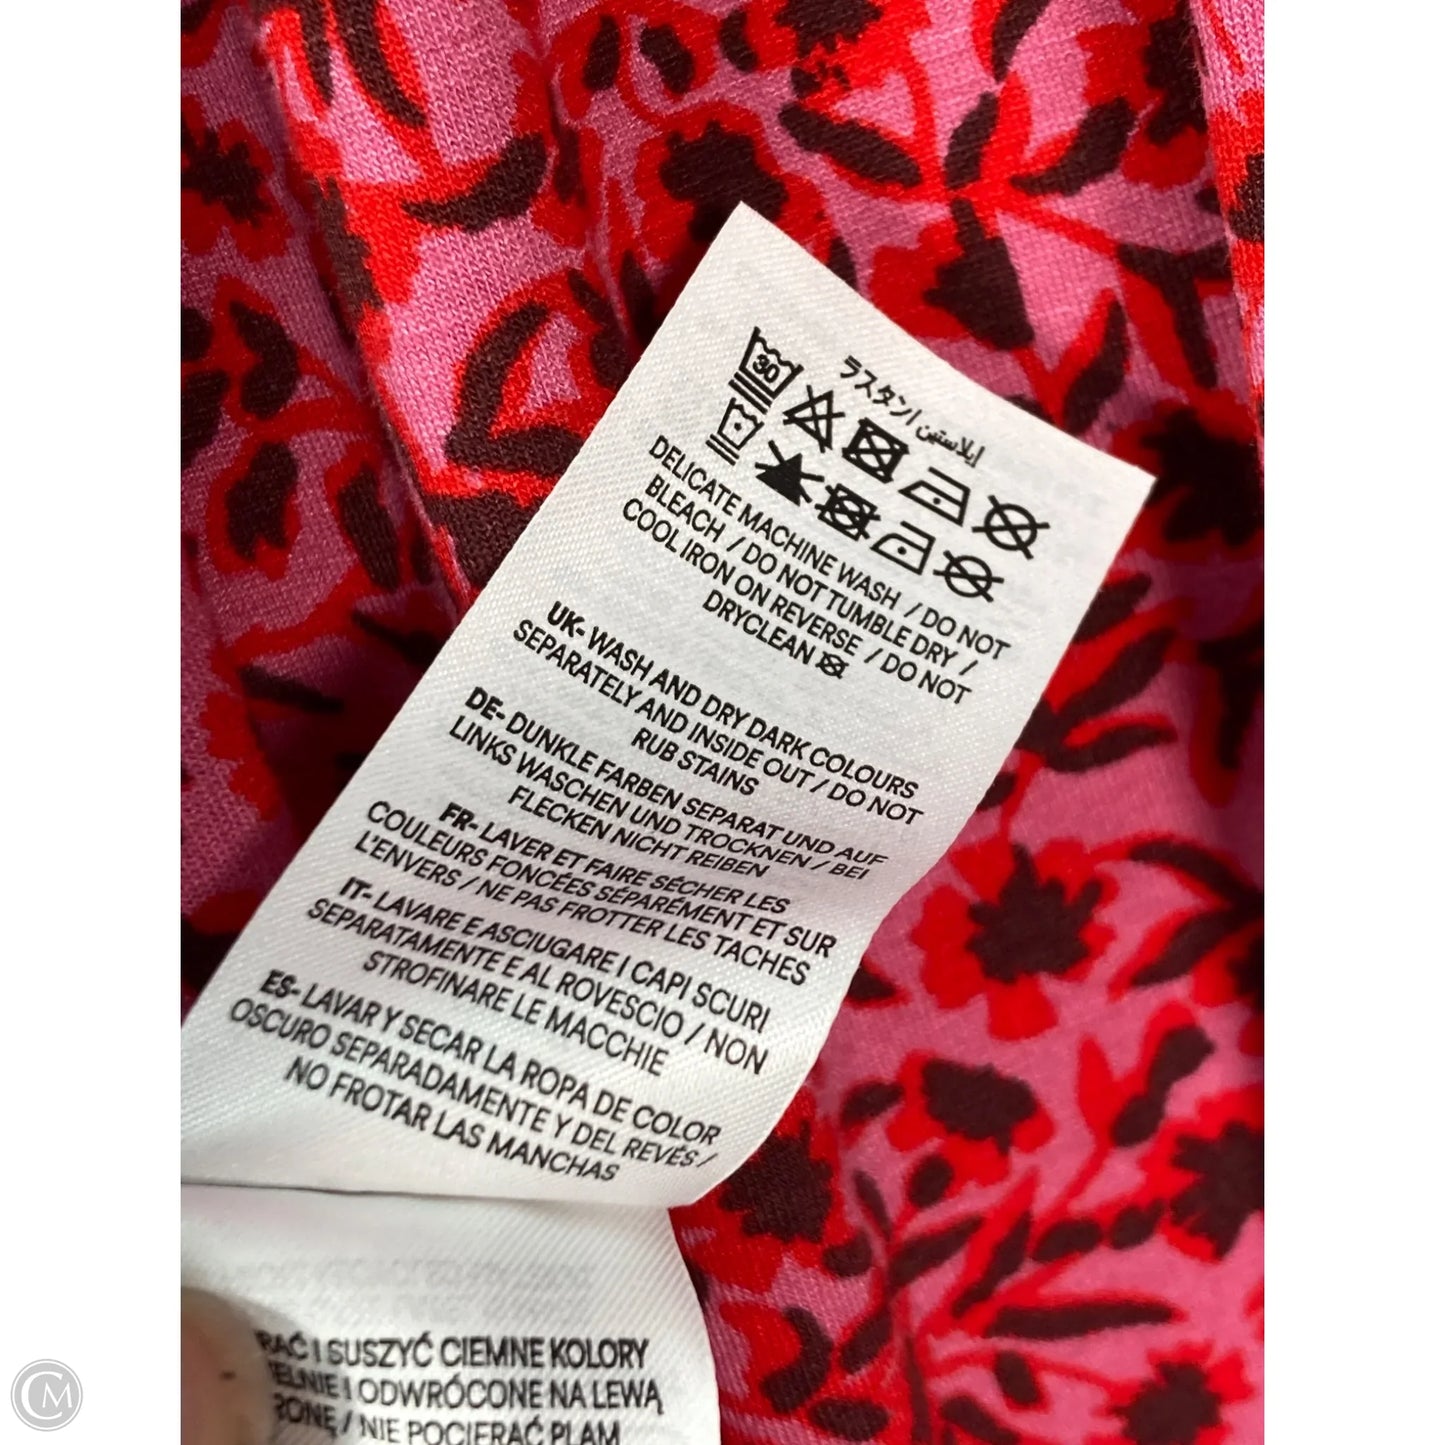 ラスタン / إيلاستين
30
DELICATE MACHINE WASH / DO NOT
BLEACH / DO NOT TUMBLE DRY /
COOL IRON ON REVERSE / DO NOT
DRYCLEAN
UK- WASH AND DRY DARK COLOURS
SEPARATELY AND INSIDE OUT / DO NOT
RUB STAINS
DE- DUNKLE FARBEN SEPARAT UND AUF
LINKS WASCHEN UND TROCKNEN / BEI
FLECKEN NICHT REIBEN
FR- LAVER ET FAIRE SÉCHER LES
COULEURS FONCÉES SÉPARÉMENT ET SUR
L'ENVERS / NE PAS FROTTER LES TACHES
IT- LAVARE E ASCIUGARE I CAPI SCURI
SEPARATAMENTE E AL ROVESCIO / NON
STROFINARE LE MACCHIE
ES- LAVAR Y SECAR LA ROPA DE COLOR
OSCURO SEPARADAMENTE Y DEL REVÉS /
NO FROTAR LAS MANCHAS
RAĆ I SUSZYĆ CIEMNE KOLORY
ELNIE I ODWRÓCONE NA LEWĄ
RONĘ / NIE POCIERAĆ PLAM
CM